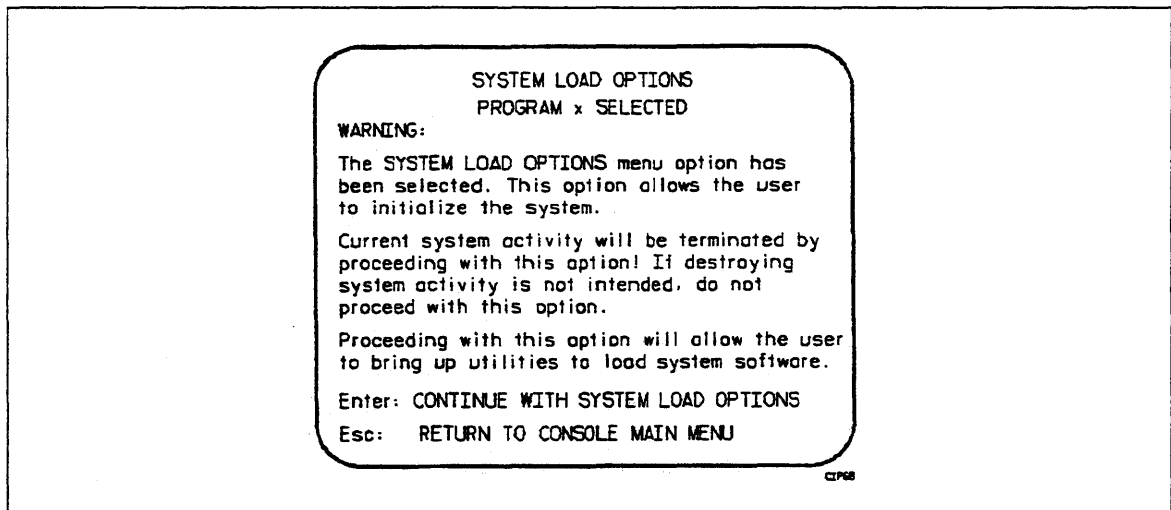 SYSTEM LOAD OPTIONS
PROGRAM x SELECTED
WARNING:
The SYSTEM LOAD OPTIONS menu option has
been selected. This option allows the user
to initialize the system.
Current system activity will be terminated by
proceeding with this option! If destroying
system activity is not intended, do not
proceed with this option.
Proceeding with this option will allow the user
to bring up utilities to load system software.
Enter: CONTINUE WITH SYSTEM LOAD OPTIONS
Esc: RETURN TO CONSOLE MAIN MENU